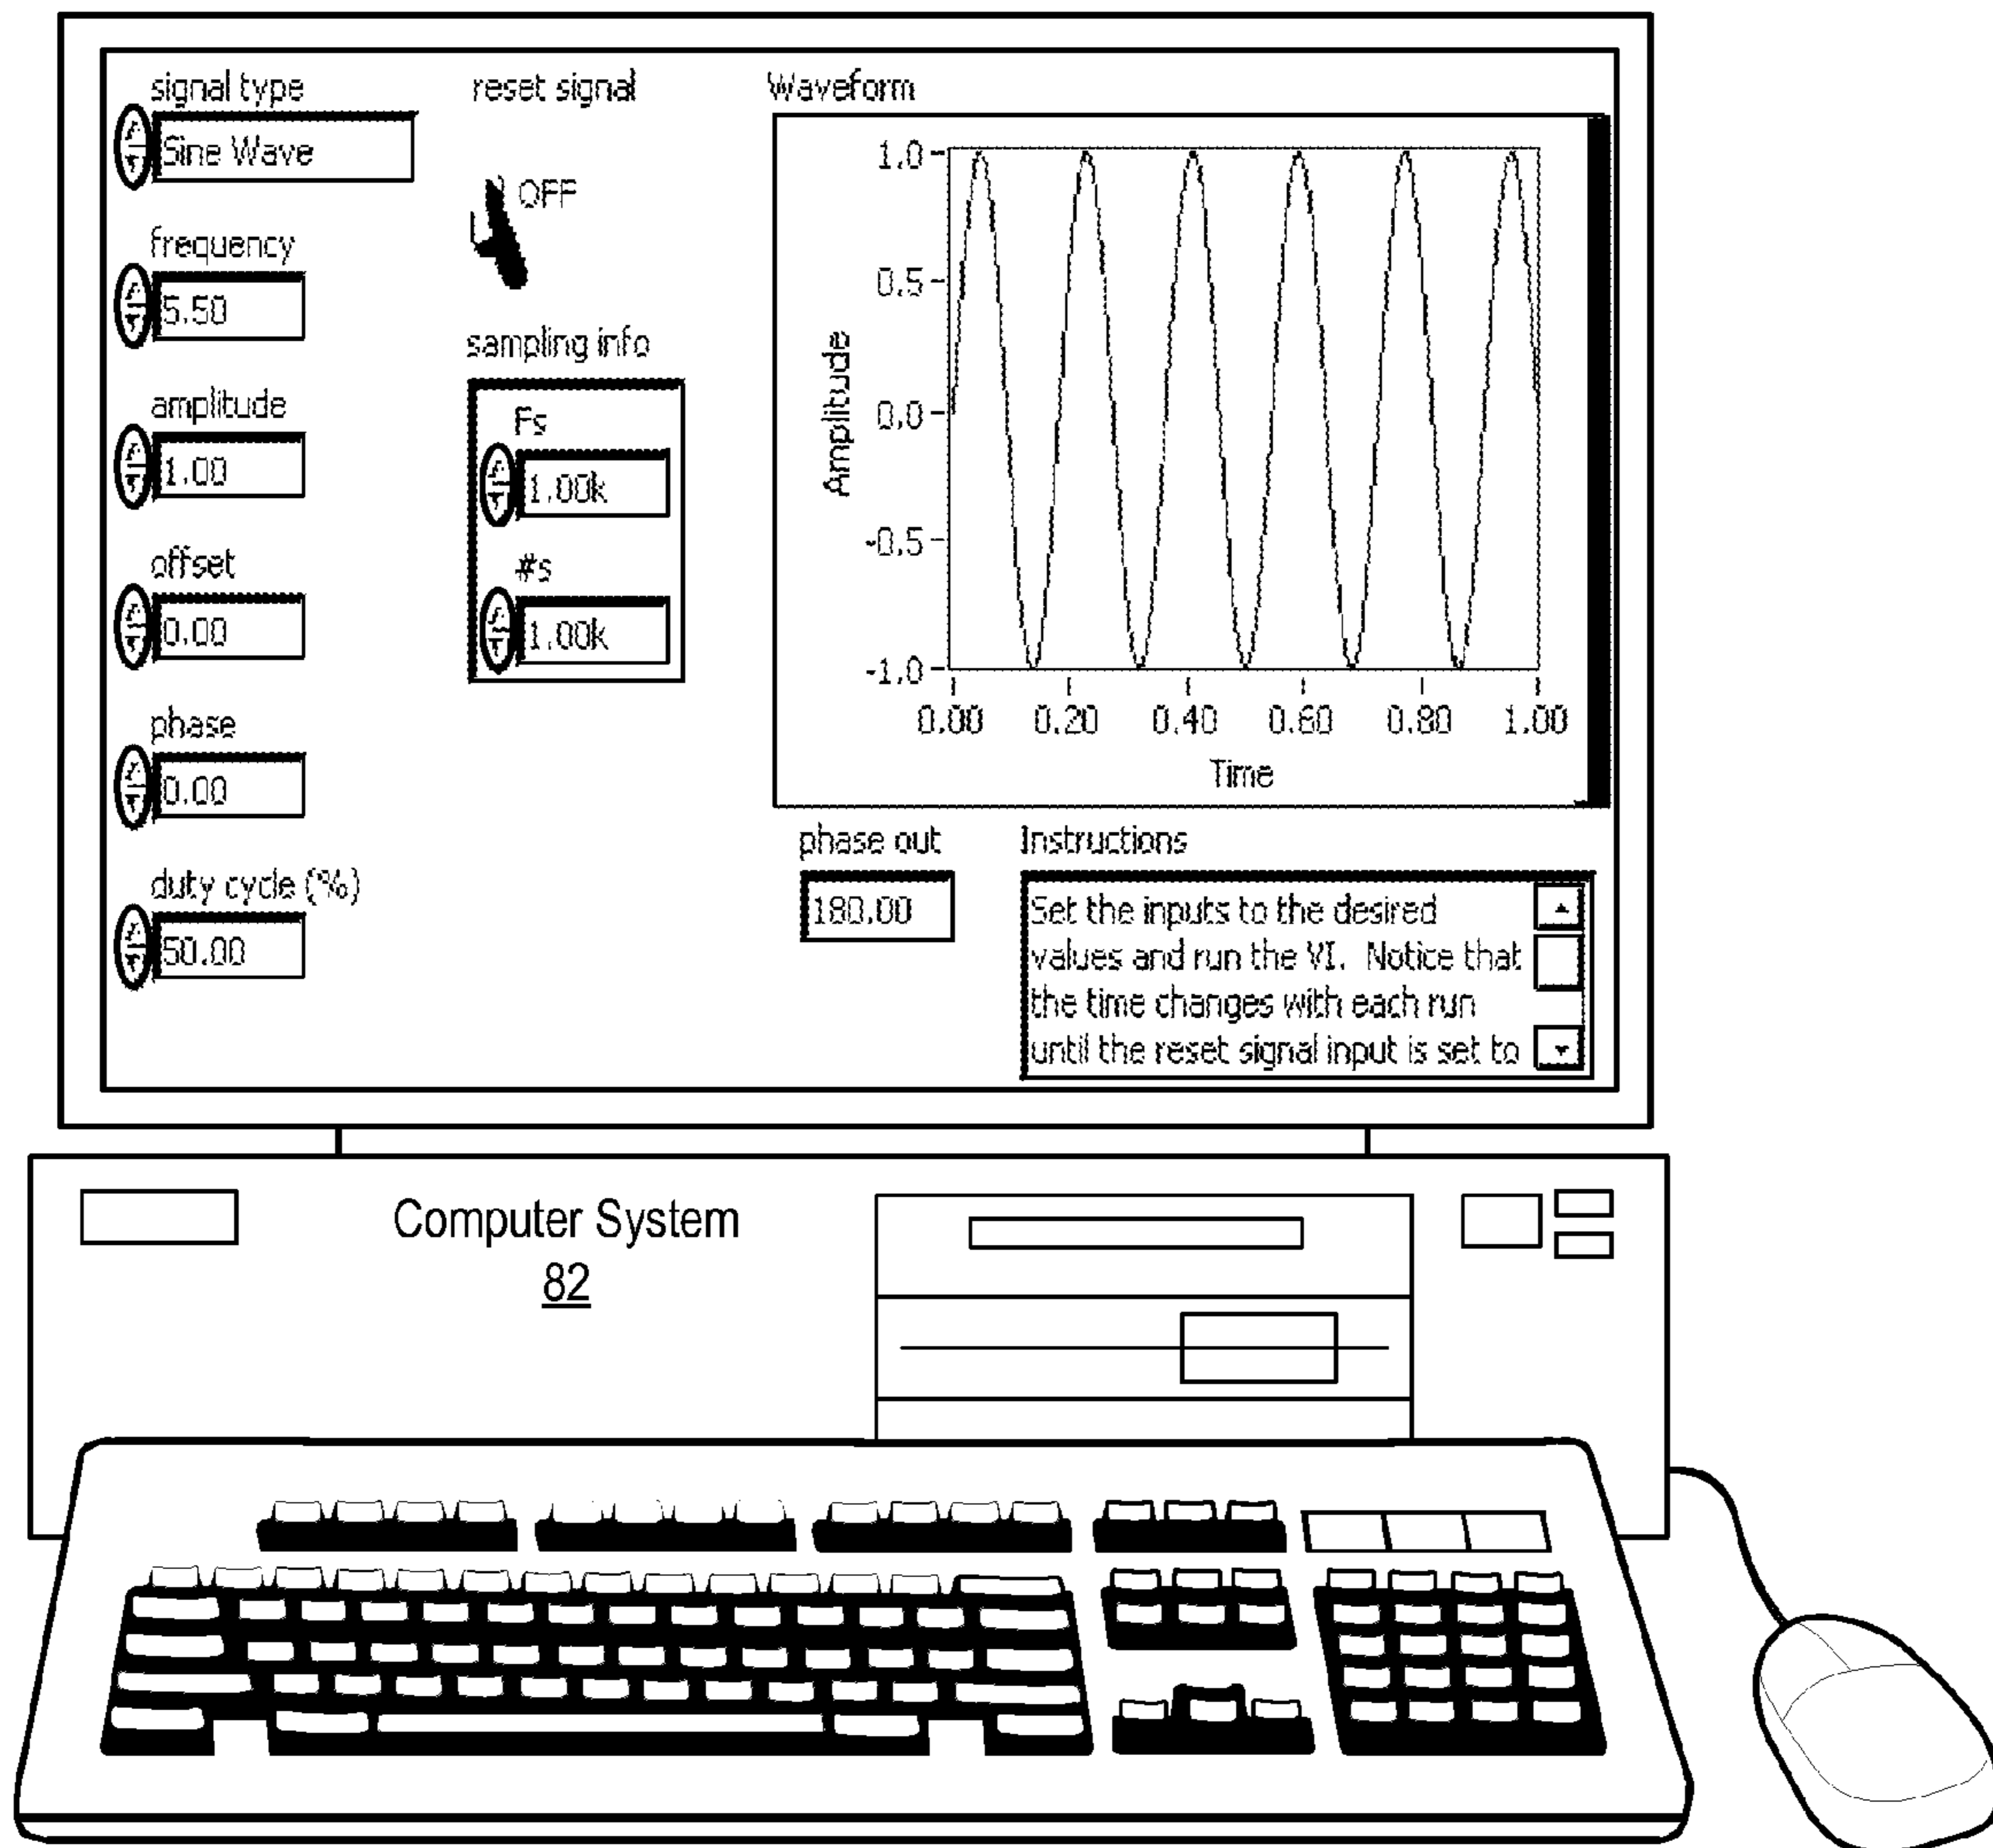 signal type
Sine Wave
frequency
5.50
amplitude
1.00
offset
0.00
phase
0.00
duty cycle (%)
50.00
reset signal
OFF
sampling info
Fs
1.00k
#s
1.00k
Waveform
1.0
0.5
0.0
-0.5
-1.0
Amplitude
0.00 0.20 0.40 0.60 0.80 1.00
Time
phase out
180.00
Instructions
Set the inputs to the desired
values and run the VI. Notice that
the time changes with each run
until the reset signal input is set to
Computer System
82